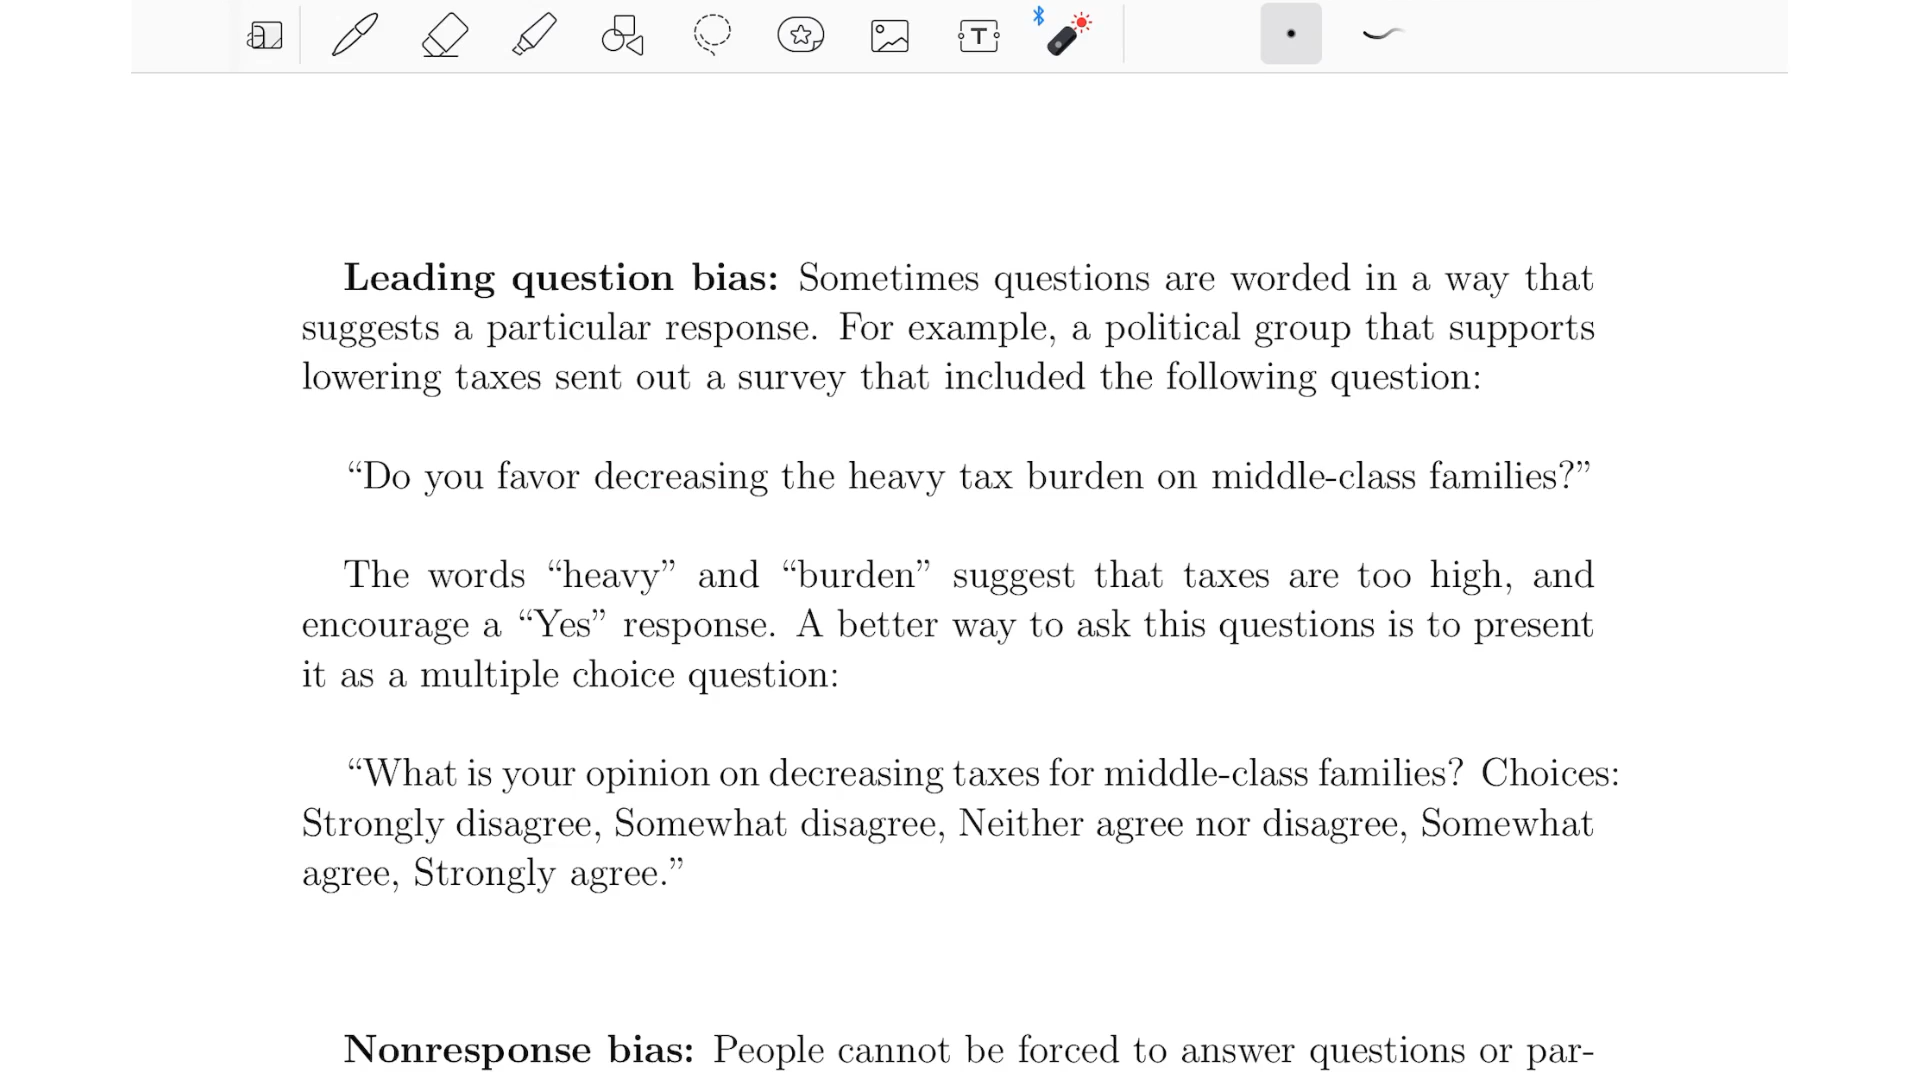 Leading question bias: Sometimes questions are worded in a way that
suggests a particular response. For example, a political group that supports
lowering taxes sent out a survey that included the following question:
“Do you favor decreasing the heavy tax burden on middle-class families?”
The words “heavy” and “burden” suggest that taxes are too high, and
encourage a “Yes” response. A better way to ask this questions is to present
it as a multiple choice question:
“What is your opinion on decreasing taxes for middle-class families? Choices:
Strongly disagree, Somewhat disagree, Neither agree nor disagree, Somewhat
agree, Strongly agree.”
Nonresponse bias: People cannot be forced to answer questions or par-